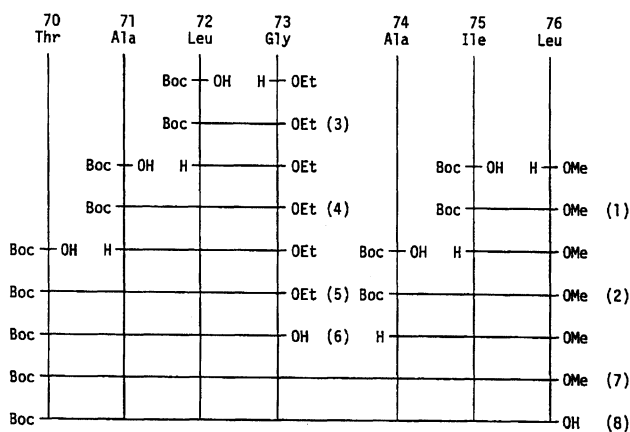 70 71 72 73 74 75 76
Thr Ala Leu Gly Ala Ile Leu
Boc OH H OEt
Boc OEt (3)
Boc OH H OEt Boc OH H OMe
Boc OEt (4) Boc OMe (1)
Boc OH H OEt Boc OH H OMe
Boc OEt (5) Boc OMe (2)
Boc OH (6) H OMe
Boc OMe (7)
Boc OH (8)